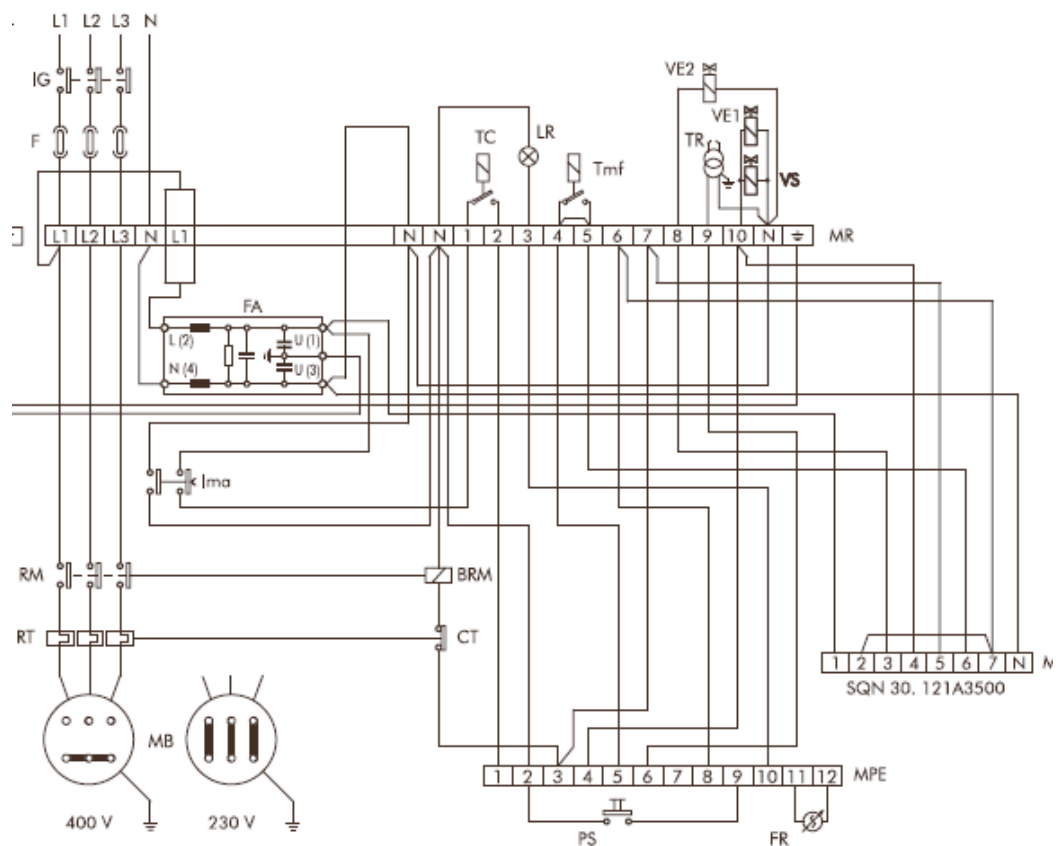 L1 L2 L3 N
IG
F
VE2
VE1
TC
LR
Tmf
TR
VS
L1 L2 L3 N L1 N N 1 2 3 4 5 6 7 8 9 10 N MR
FA
L (2) U (1)
N (4) U (3)
Ima
RM
BRM
RT
CT
1 2 3 4 5 6 7 N M
SQN 30. 121A3500
MB
1 2 3 4 5 6 7 8 9 10 11 12 MPE
400 V 230 V
PS
FR